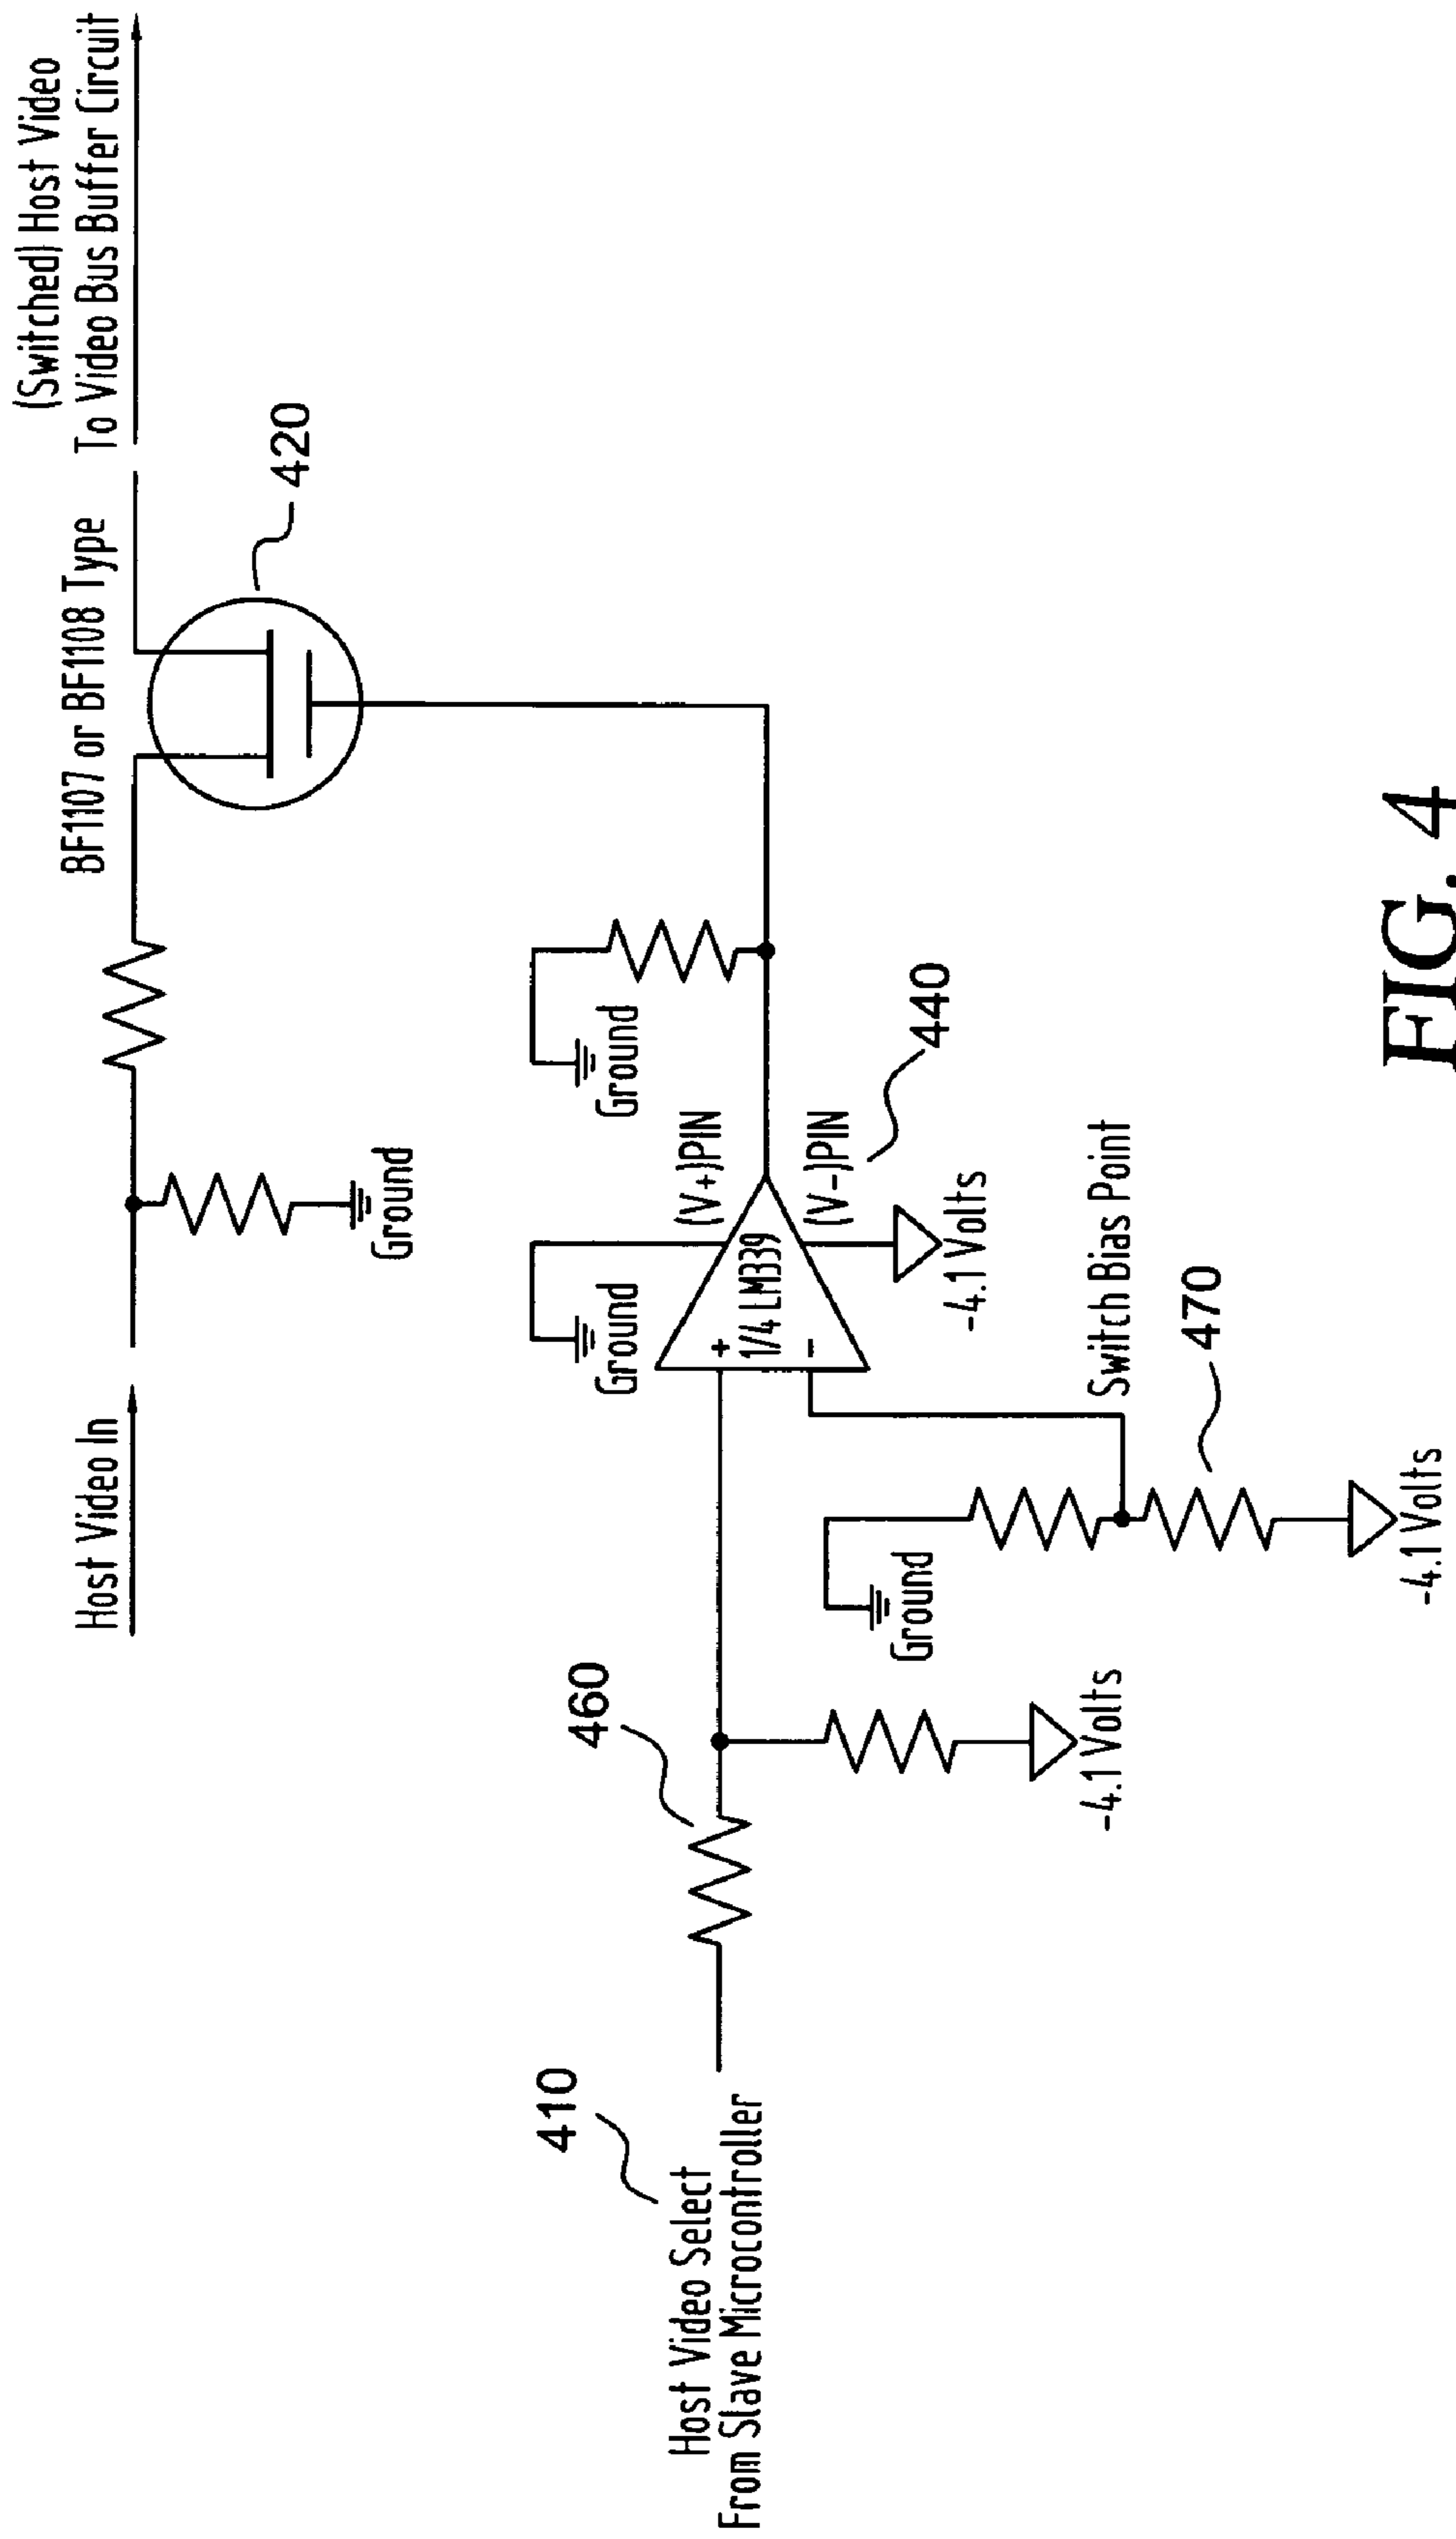 (Switched) Host Video
To Video Bus Buffer Circuit
BF1107 or BF1108 Type
420
Host Video In
Ground
Ground
(V+)PIN
Ground
+
1/4 LM339
-
(V-)PIN
440
-4.1 Volts
460
410
Host Video Select
From Slave Microcontroller
Ground
Switch Bias Point
470
-4.1 Volts
-4.1 Volts
FIG. 4